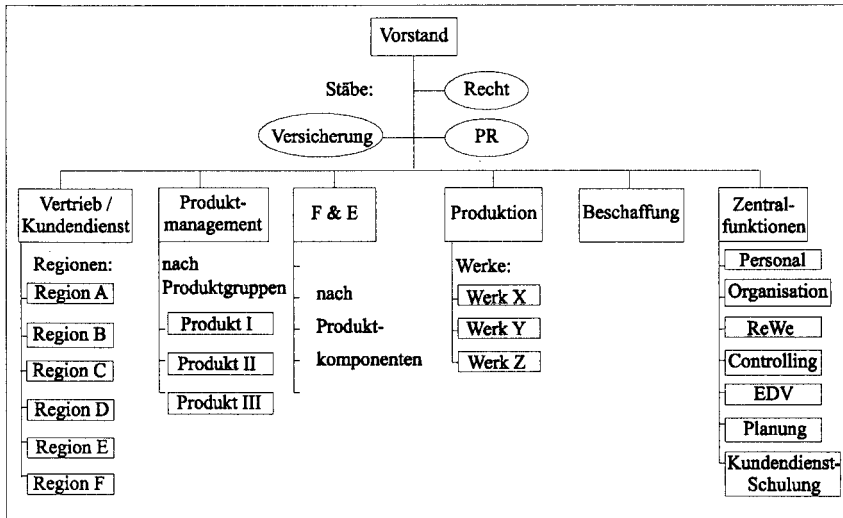 Vorstand
Stäbe:
Recht
Versicherung
PR
Vertrieb /
Kundendienst
Produkt-
management
F & E
Produktion
Beschaffung
Zentral-
funktionen
Regionen:
Region A
Region B
Region C
Region D
Region E
Region F
nach
Produktgruppen
Produkt I
Produkt II
Produkt III
nach
Produkt-
komponenten
Werke:
Werk X
Werk Y
Werk Z
Personal
Organisation
ReWe
Controlling
EDV
Planung
Kundendienst-
Schulung